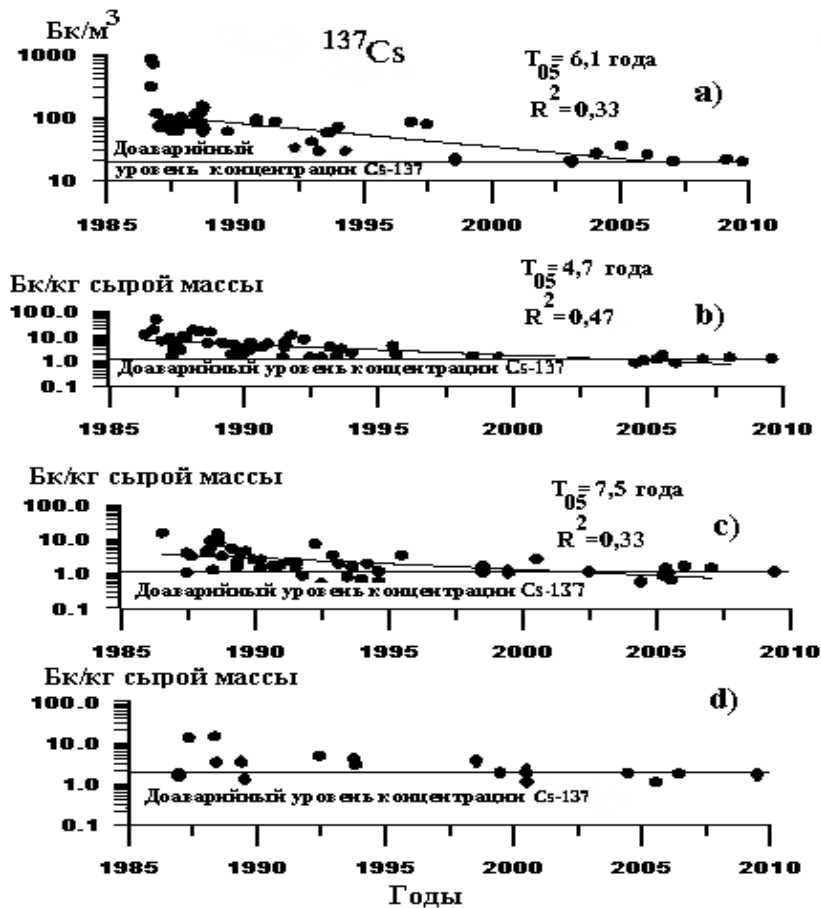 Бк/м3
137Cs
T05= 6,1 года
R2=0,33
a)
1000
100
10
Доаварийный
уровень концентрации Cs-137
1985 1990 1995 2000 2005 2010
Бк/кг сырой массы
T05= 4,7 года
R2=0,47
b)
100.0
10.0
1.0
0.1
Доаварийный уровень концентрации Cs-137
1985 1990 1995 2000 2005 2010
Бк/кг сырой массы
T05= 7,5 года
R2=0,33
c)
100.0
10.0
1.0
0.1
Доаварийный уровень концентрации Cs-137
1985 1990 1995 2000 2005 2010
Бк/кг сырой массы
d)
100.0
10.0
1.0
0.1
Доаварийный уровень концентрации Cs-137
1985 1990 1995 2000 2005 2010
Годы